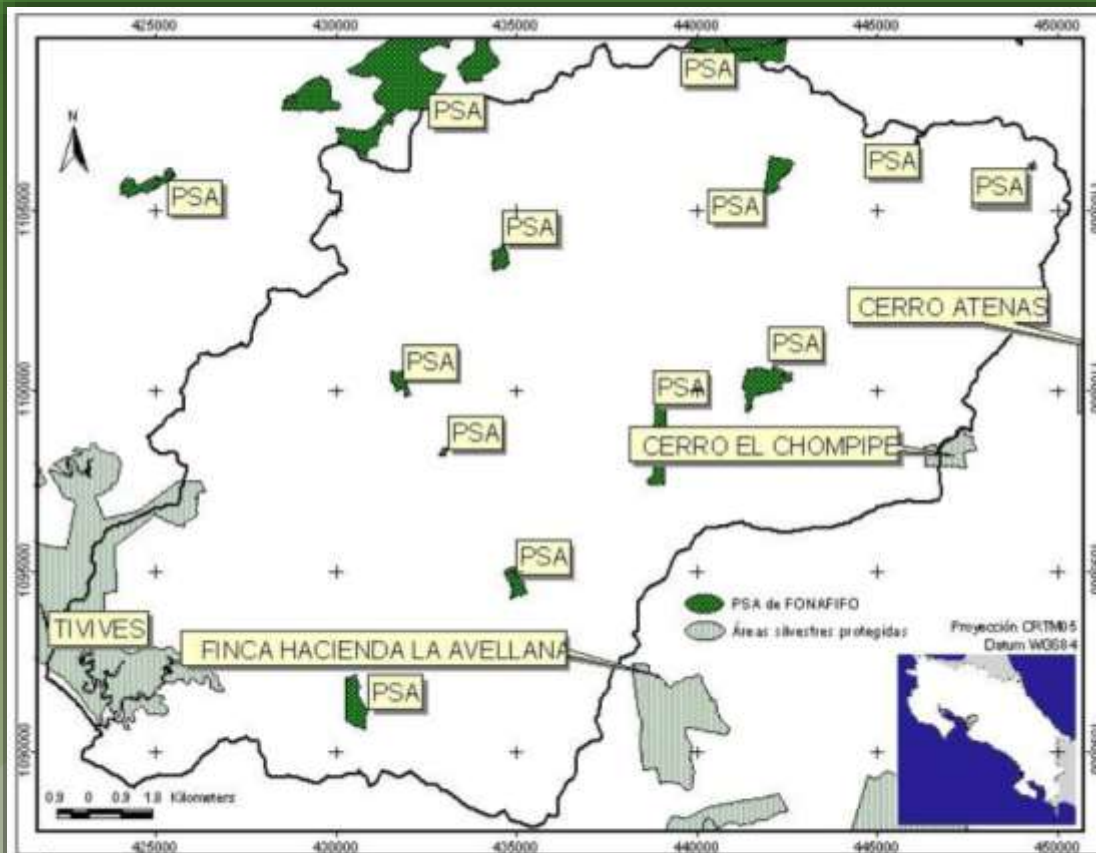 425000 430000 435000 440000 445000 450000
N
PSA
PSA
PSA
PSA
PSA
PSA
PSA
CERRO ATENAS
PSA
PSA
PSA
PSA
CERRO EL CHOMPIPE
PSA
TIVIVES
FINCA HACIENDA LA AVELLANA
PSA
PSA de FONAFIFO
Áreas silvestres protegidas
Proyección CRTM05
Datum WGS84
0.9 0 0.9 1.8 Kilometers
1105000
1100000
1095000
1090000
425000 430000 435000 440000 445000 450000